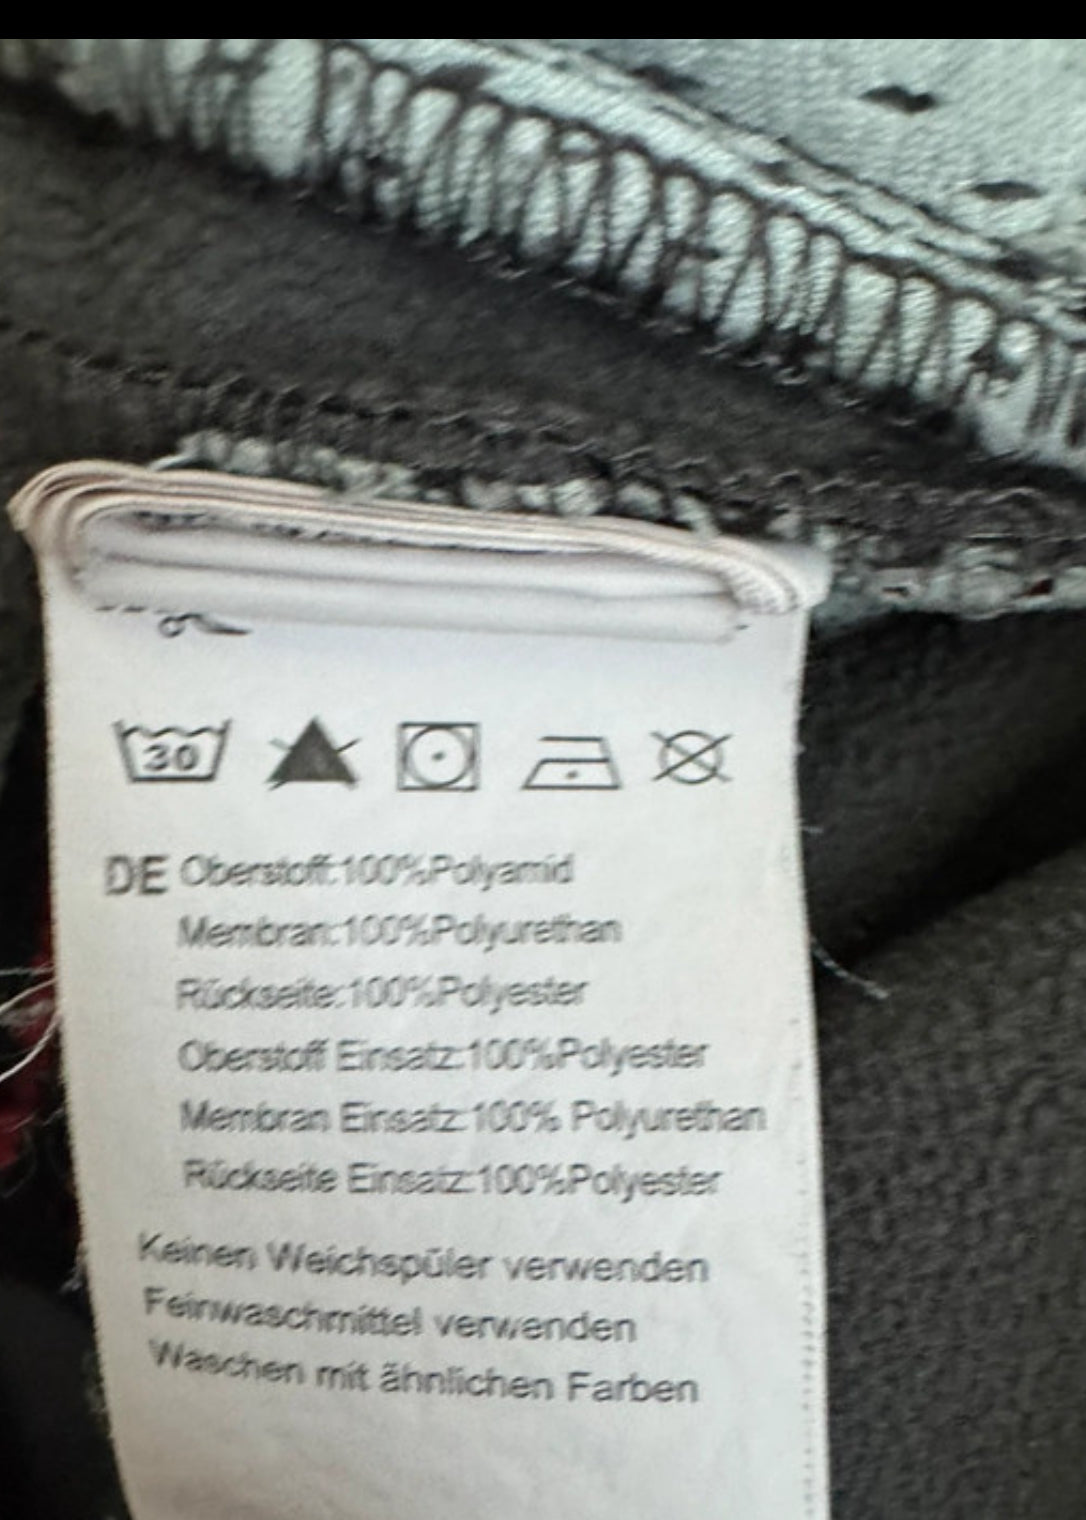 30
DE Oberstoff:100%Polyamid
Membran:100%Polyurethan
Rückseite:100%Polyester
Oberstoff Einsatz:100%Polyester
Membran Einsatz:100% Polyurethan
Rückseite Einsatz:100%Polyester
Keinen Weichspüler verwenden
Feinwaschmittel verwenden
Waschen mit ähnlichen Farben